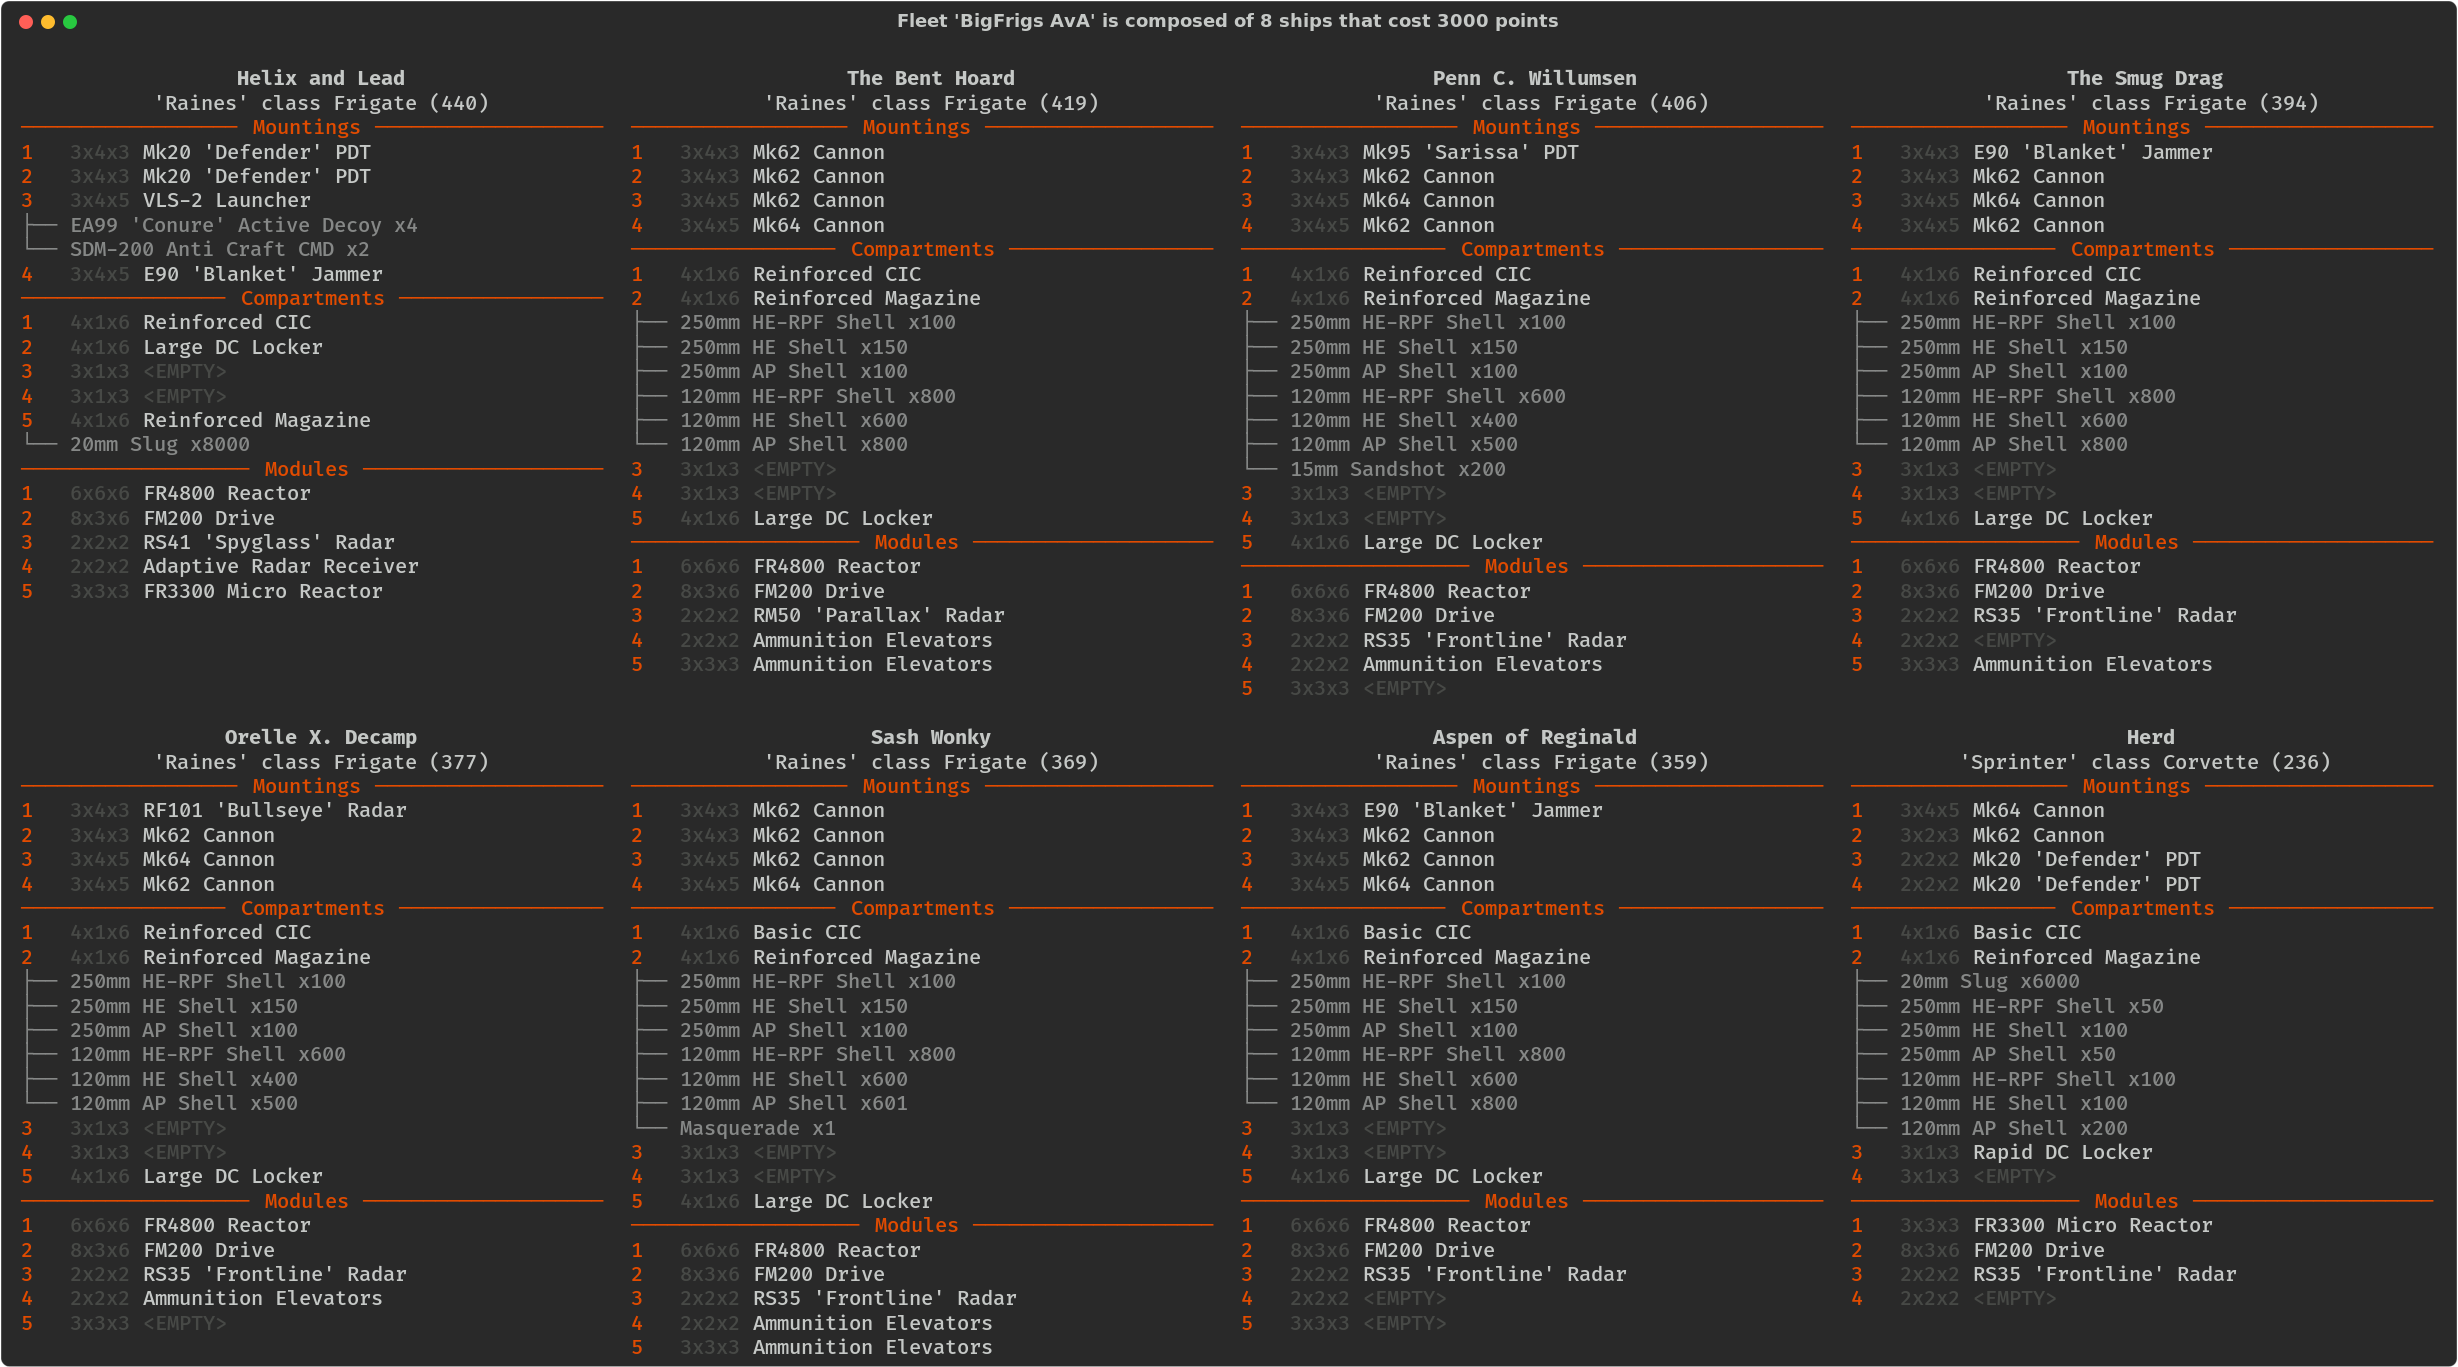 Fleet 'BigFrigs AvA' is composed of 8 ships that cost 3000 points
Helix and Lead
'Raines' class Frigate (440)
Mountings
1 3x4x3 Mk20 'Defender' PDT
2 3x4x3 Mk20 'Defender' PDT
3 3x4x5 VLS-2 Launcher
EA99 'Conure' Active Decoy x4
SDM-200 Anti Craft CMD x2
4 3x4x5 E90 'Blanket' Jammer
Compartments
1 4x1x6 Reinforced CIC
2 4x1x6 Large DC Locker
3 3x1x3 <EMPTY>
4 3x1x3 <EMPTY>
5 4x1x6 Reinforced Magazine
20mm Slug x8000
Modules
1 6x6x6 FR4800 Reactor
2 8x3x6 FM200 Drive
3 2x2x2 RS41 'Spyglass' Radar
4 2x2x2 Adaptive Radar Receiver
5 3x3x3 FR3300 Micro Reactor
The Bent Hoard
'Raines' class Frigate (419)
Mountings
1 3x4x3 Mk62 Cannon
2 3x4x3 Mk62 Cannon
3 3x4x5 Mk62 Cannon
4 3x4x5 Mk64 Cannon
Compartments
1 4x1x6 Reinforced CIC
2 4x1x6 Reinforced Magazine
250mm HE-RPF Shell x100
250mm HE Shell x150
250mm AP Shell x100
120mm HE-RPF Shell x800
120mm HE Shell x600
120mm AP Shell x800
3 3x1x3 <EMPTY>
4 3x1x3 <EMPTY>
5 4x1x6 Large DC Locker
Modules
1 6x6x6 FR4800 Reactor
2 8x3x6 FM200 Drive
3 2x2x2 RM50 'Parallax' Radar
4 2x2x2 Ammunition Elevators
5 3x3x3 Ammunition Elevators
Penn C. Willumsen
'Raines' class Frigate (406)
Mountings
1 3x4x3 Mk95 'Sarissa' PDT
2 3x4x3 Mk62 Cannon
3 3x4x5 Mk64 Cannon
4 3x4x5 Mk62 Cannon
Compartments
1 4x1x6 Reinforced CIC
2 4x1x6 Reinforced Magazine
250mm HE-RPF Shell x100
250mm HE Shell x150
250mm AP Shell x100
120mm HE-RPF Shell x600
120mm HE Shell x400
120mm AP Shell x500
15mm Sandshot x200
3 3x1x3 <EMPTY>
4 3x1x3 <EMPTY>
5 4x1x6 Large DC Locker
Modules
1 6x6x6 FR4800 Reactor
2 8x3x6 FM200 Drive
3 2x2x2 RS35 'Frontline' Radar
4 2x2x2 Ammunition Elevators
5 3x3x3 <EMPTY>
The Smug Drag
'Raines' class Frigate (394)
Mountings
1 3x4x3 E90 'Blanket' Jammer
2 3x4x3 Mk62 Cannon
3 3x4x5 Mk64 Cannon
4 3x4x5 Mk62 Cannon
Compartments
1 4x1x6 Reinforced CIC
2 4x1x6 Reinforced Magazine
250mm HE-RPF Shell x100
250mm HE Shell x150
250mm AP Shell x100
120mm HE-RPF Shell x800
120mm HE Shell x600
120mm AP Shell x800
3 3x1x3 <EMPTY>
4 3x1x3 <EMPTY>
5 4x1x6 Large DC Locker
Modules
1 6x6x6 FR4800 Reactor
2 8x3x6 FM200 Drive
3 2x2x2 RS35 'Frontline' Radar
4 2x2x2 <EMPTY>
5 3x3x3 Ammunition Elevators
Orelle X. Decamp
'Raines' class Frigate (377)
Mountings
1 3x4x3 RF101 'Bullseye' Radar
2 3x4x3 Mk62 Cannon
3 3x4x5 Mk64 Cannon
4 3x4x5 Mk62 Cannon
Compartments
1 4x1x6 Reinforced CIC
2 4x1x6 Reinforced Magazine
250mm HE-RPF Shell x100
250mm HE Shell x150
250mm AP Shell x100
120mm HE-RPF Shell x600
120mm HE Shell x400
120mm AP Shell x500
3 3x1x3 <EMPTY>
4 3x1x3 <EMPTY>
5 4x1x6 Large DC Locker
Modules
1 6x6x6 FR4800 Reactor
2 8x3x6 FM200 Drive
3 2x2x2 RS35 'Frontline' Radar
4 2x2x2 Ammunition Elevators
5 3x3x3 <EMPTY>
Sash Wonky
'Raines' class Frigate (369)
Mountings
1 3x4x3 Mk62 Cannon
2 3x4x3 Mk62 Cannon
3 3x4x5 Mk62 Cannon
4 3x4x5 Mk64 Cannon
Compartments
1 4x1x6 Basic CIC
2 4x1x6 Reinforced Magazine
250mm HE-RPF Shell x100
250mm HE Shell x150
250mm AP Shell x100
120mm HE-RPF Shell x800
120mm HE Shell x600
120mm AP Shell x601
Masquerade x1
3 3x1x3 <EMPTY>
4 3x1x3 <EMPTY>
5 4x1x6 Large DC Locker
Modules
1 6x6x6 FR4800 Reactor
2 8x3x6 FM200 Drive
3 2x2x2 RS35 'Frontline' Radar
4 2x2x2 Ammunition Elevators
5 3x3x3 Ammunition Elevators
Aspen of Reginald
'Raines' class Frigate (359)
Mountings
1 3x4x3 E90 'Blanket' Jammer
2 3x4x3 Mk62 Cannon
3 3x4x5 Mk62 Cannon
4 3x4x5 Mk64 Cannon
Compartments
1 4x1x6 Basic CIC
2 4x1x6 Reinforced Magazine
250mm HE-RPF Shell x100
250mm HE Shell x150
250mm AP Shell x100
120mm HE-RPF Shell x800
120mm HE Shell x600
120mm AP Shell x800
3 3x1x3 <EMPTY>
4 3x1x3 <EMPTY>
5 4x1x6 Large DC Locker
Modules
1 6x6x6 FR4800 Reactor
2 8x3x6 FM200 Drive
3 2x2x2 RS35 'Frontline' Radar
4 2x2x2 <EMPTY>
5 3x3x3 <EMPTY>
Herd
'Sprinter' class Corvette (236)
Mountings
1 3x4x5 Mk64 Cannon
2 3x2x3 Mk62 Cannon
3 2x2x2 Mk20 'Defender' PDT
4 2x2x2 Mk20 'Defender' PDT
Compartments
1 4x1x6 Basic CIC
2 4x1x6 Reinforced Magazine
20mm Slug x6000
250mm HE-RPF Shell x50
250mm HE Shell x100
250mm AP Shell x50
120mm HE-RPF Shell x100
120mm HE Shell x100
120mm AP Shell x200
3 3x1x3 Rapid DC Locker
4 3x1x3 <EMPTY>
Modules
1 3x3x3 FR3300 Micro Reactor
2 8x3x6 FM200 Drive
3 2x2x2 RS35 'Frontline' Radar
4 2x2x2 <EMPTY>